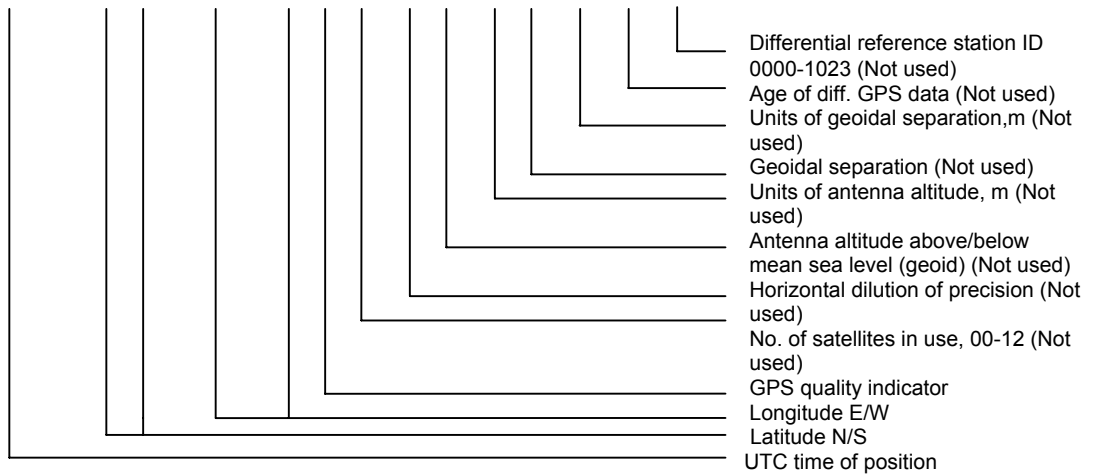 Differential reference station ID
0000-1023 (Not used)
Age of diff. GPS data (Not used)
Units of geoidal separation,m (Not
used)
Geoidal separation (Not used)
Units of antenna altitude, m (Not
used)
Antenna altitude above/below
mean sea level (geoid) (Not used)
Horizontal dilution of precision (Not
used)
No. of satellites in use, 00-12 (Not
used)
GPS quality indicator
Longitude E/W
Latitude N/S
UTC time of position